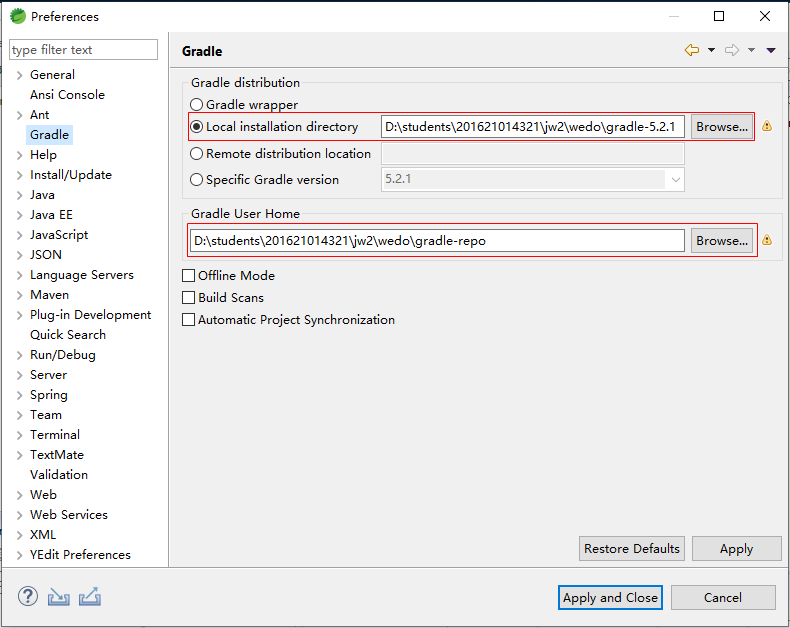 Preferences
type filter text
General
Ansi Console
Ant
Gradle
Help
Install/Update
Java
Java EE
JavaScript
JSON
Language Servers
Maven
Plug-in Development
Quick Search
Run/Debug
Server
Spring
Team
Terminal
TextMate
Validation
Web
Web Services
XML
YEdit Preferences
Gradle
Gradle distribution
Gradle wrapper
Local installation directory D:\students\201621014321\jw2\wedo\gradle-5.2.1 Browse...
Remote distribution location
Specific Gradle version 5.2.1
Gradle User Home
D:\students\201621014321\jw2\wedo\gradle-repo Browse...
Offline Mode
Build Scans
Automatic Project Synchronization
Restore Defaults Apply
Apply and Close Cancel